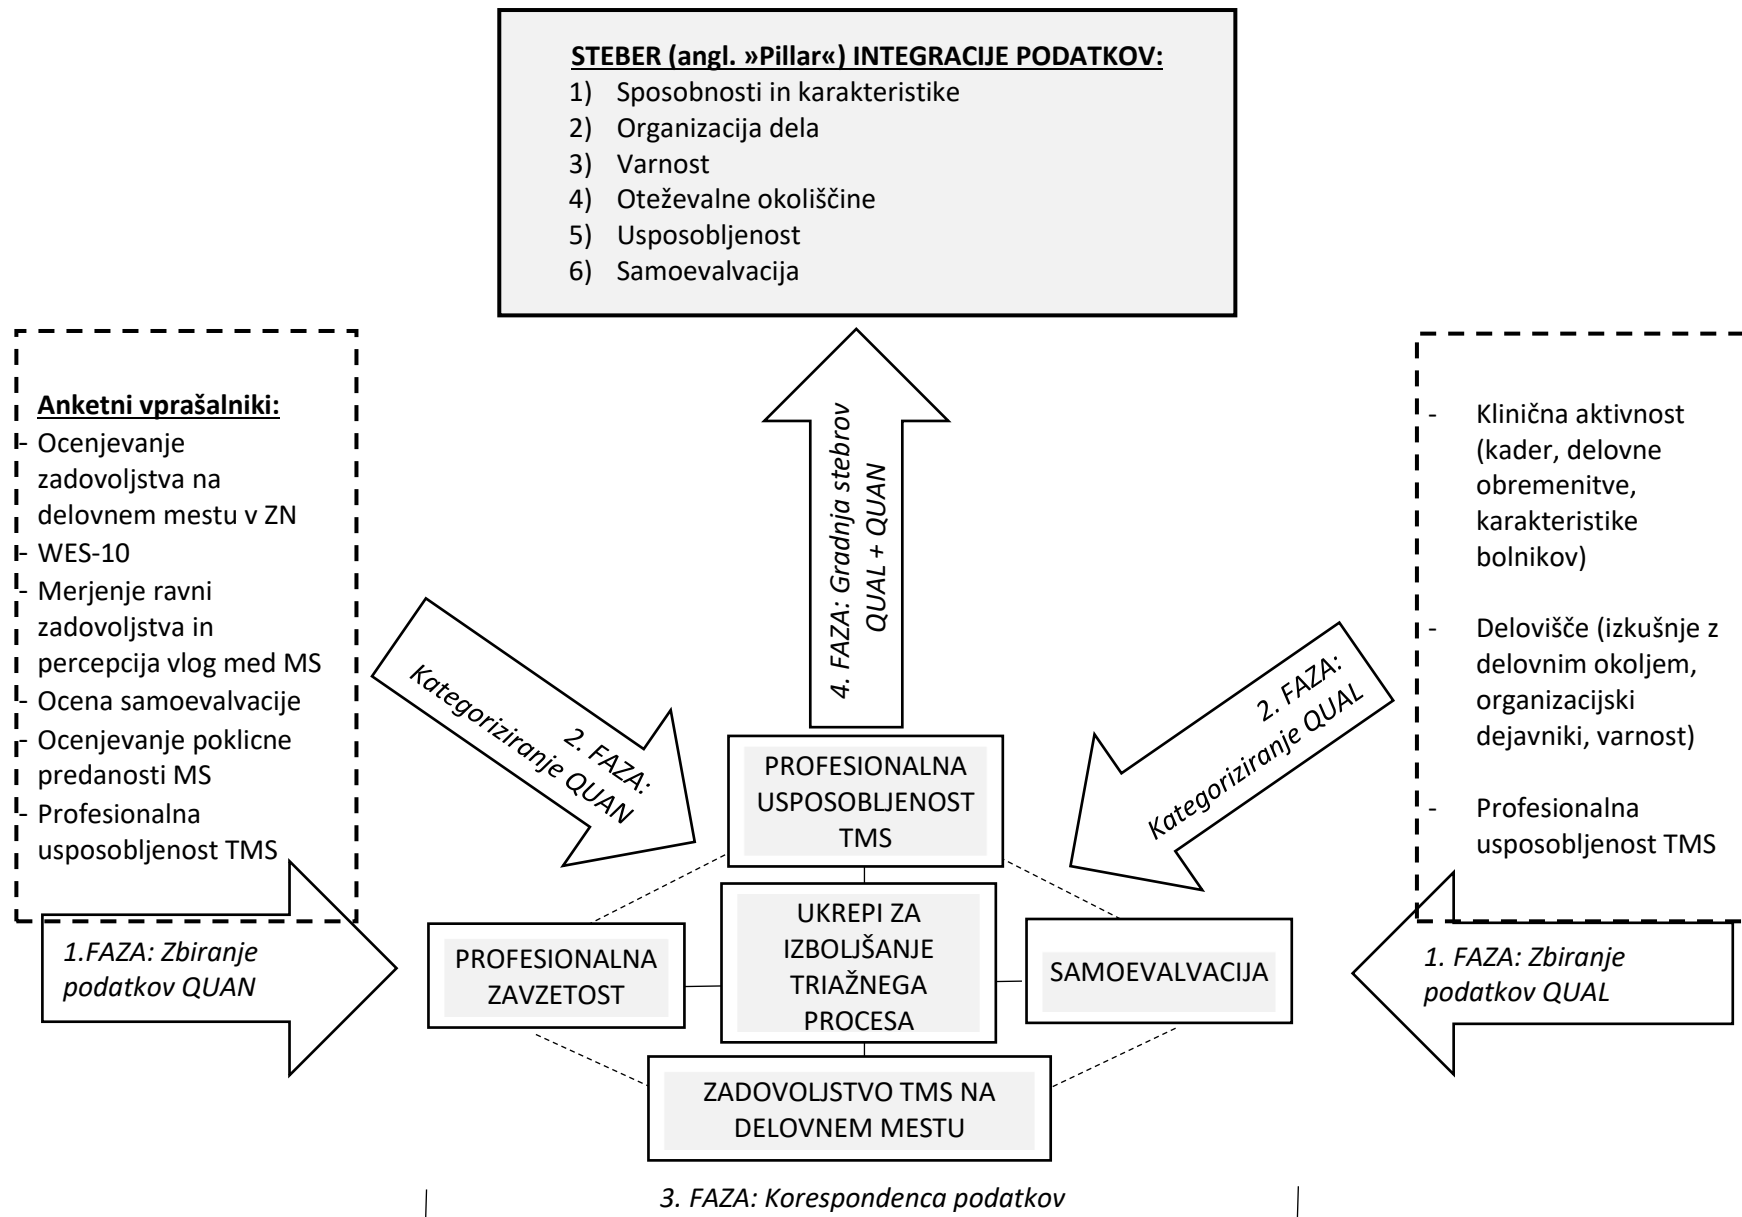 STEBER (angl. »Pillar«) INTEGRACIJE PODATKOV:
1) Sposobnosti in karakteristike
2) Organizacija dela
3) Varnost
4) Oteževalne okoliščine
5) Usposobljenost
6) Samoevalvacija
Anketni vprašalniki:
- Ocenjevanje
zadovoljstva na
delovnem mestu v ZN
- WES-10
- Merjenje ravni
zadovoljstva in
percepcija vlog med MS
- Ocena samoevalvacije
- Ocenjevanje poklicne
predanosti MS
- Profesionalna
usposobljenost TMS
1.FAZA: Zbiranje
podatkov QUAN
2. FAZA:
Kategoriziranje QUAN
4. FAZA: Gradnja stebrov
QUAL + QUAN
2. FAZA:
Kategoriziranje QUAL
- Klinična aktivnost
(kader, delovne
obremenitve,
karakteristike
bolnikov)
- Delovišče (izkušnje z
delovnim okoljem,
organizacijski
dejavniki, varnost)
- Profesionalna
usposobljenost TMS
1. FAZA: Zbiranje
podatkov QUAL
PROFESIONALNA
USPOSOBLJENOST
TMS
PROFESIONALNA
ZAVZETOST
UKREPI ZA
IZBOLJŠANJE
TRIAŽNEGA
PROCESA
SAMOEVALVACIJA
ZADOVOLJSTVO TMS NA
DELOVNEM MESTU
3. FAZA: Korespondenca podatkov